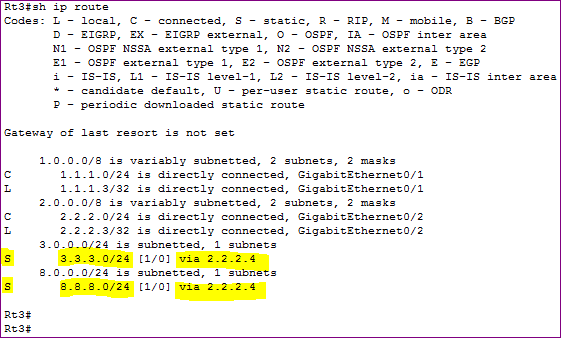 Rt3#sh ip route
Codes: L - local, C - connected, S - static, R - RIP, M - mobile, B - BGP
       D - EIGRP, EX - EIGRP external, O - OSPF, IA - OSPF inter area
       N1 - OSPF NSSA external type 1, N2 - OSPF NSSA external type 2
       E1 - OSPF external type 1, E2 - OSPF external type 2, E - EGP
       i - IS-IS, L1 - IS-IS level-1, L2 - IS-IS level-2, ia - IS-IS inter area
       * - candidate default, U - per-user static route, o - ODR
       P - periodic downloaded static route
Gateway of last resort is not set
     1.0.0.0/8 is variably subnetted, 2 subnets, 2 masks
C       1.1.1.0/24 is directly connected, GigabitEthernet0/1
L       1.1.1.3/32 is directly connected, GigabitEthernet0/1
     2.0.0.0/8 is variably subnetted, 2 subnets, 2 masks
C       2.2.2.0/24 is directly connected, GigabitEthernet0/2
L       2.2.2.3/32 is directly connected, GigabitEthernet0/2
     3.0.0.0/24 is subnetted, 1 subnets
S       3.3.3.0/24 [1/0] via 2.2.2.4
     8.0.0.0/24 is subnetted, 1 subnets
S       8.8.8.0/24 [1/0] via 2.2.2.4
Rt3#
Rt3#